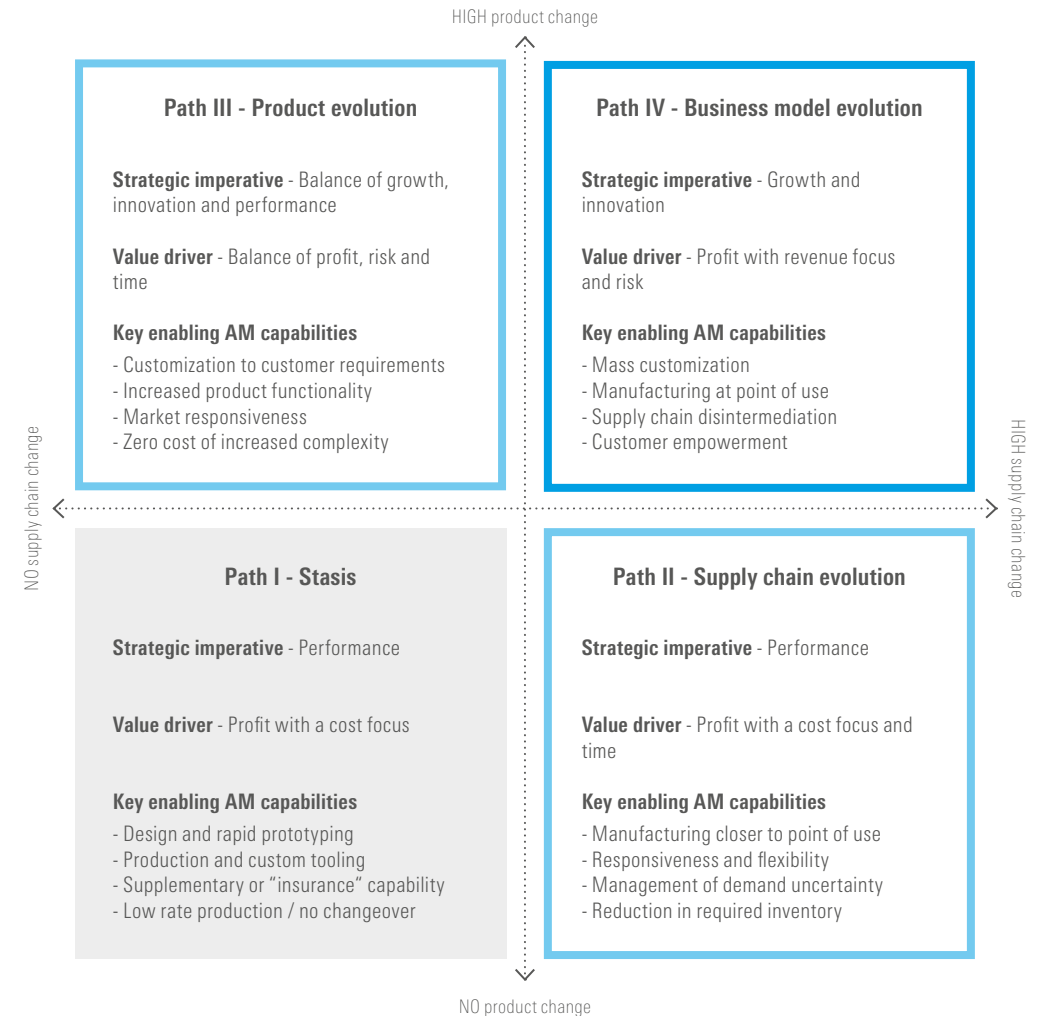 HIGH product change
Path III - Product evolution
Strategic imperative - Balance of growth,
innovation and performance
Value driver - Balance of profit, risk and
time
Key enabling AM capabilities
- Customization to customer requirements
- Increased product functionality
- Market responsiveness
- Zero cost of increased complexity
Path IV - Business model evolution
Strategic imperative - Growth and
innovation
Value driver - Profit with revenue focus
and risk
Key enabling AM capabilities
- Mass customization
- Manufacturing at point of use
- Supply chain disintermediation
- Customer empowerment
NO supply chain change
HIGH supply chain change
Path I - Stasis
Strategic imperative - Performance
Value driver - Profit with a cost focus
Key enabling AM capabilities
- Design and rapid prototyping
- Production and custom tooling
- Supplementary or “insurance“ capability
- Low rate production / no changeover
Path II - Supply chain evolution
Strategic imperative - Performance
Value driver - Profit with a cost focus and
time
Key enabling AM capabilities
- Manufacturing closer to point of use
- Responsiveness and flexibility
- Management of demand uncertainty
- Reduction in required inventory
NO product change